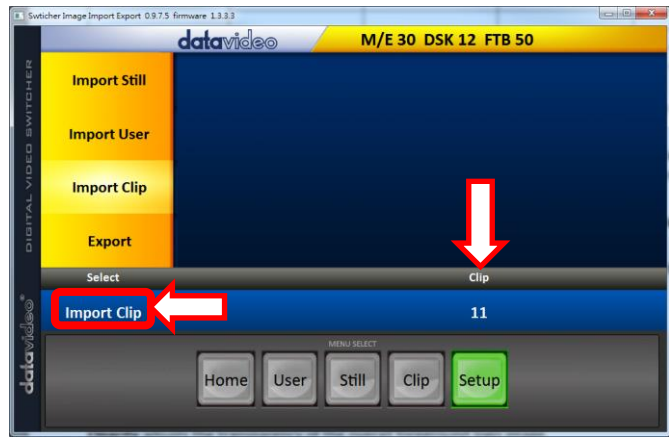 Swticher Image Import Export 0.9.7.5 firmware 1.3.3.3
datavideo
M/E 30 DSK 12 FTB 50
DIGITAL VIDEO SWITCHER
datavideo
Import Still
Import User
Import Clip
Export
Select
Clip
Import Clip
11
MENU SELECT
Home
User
Still
Clip
Setup